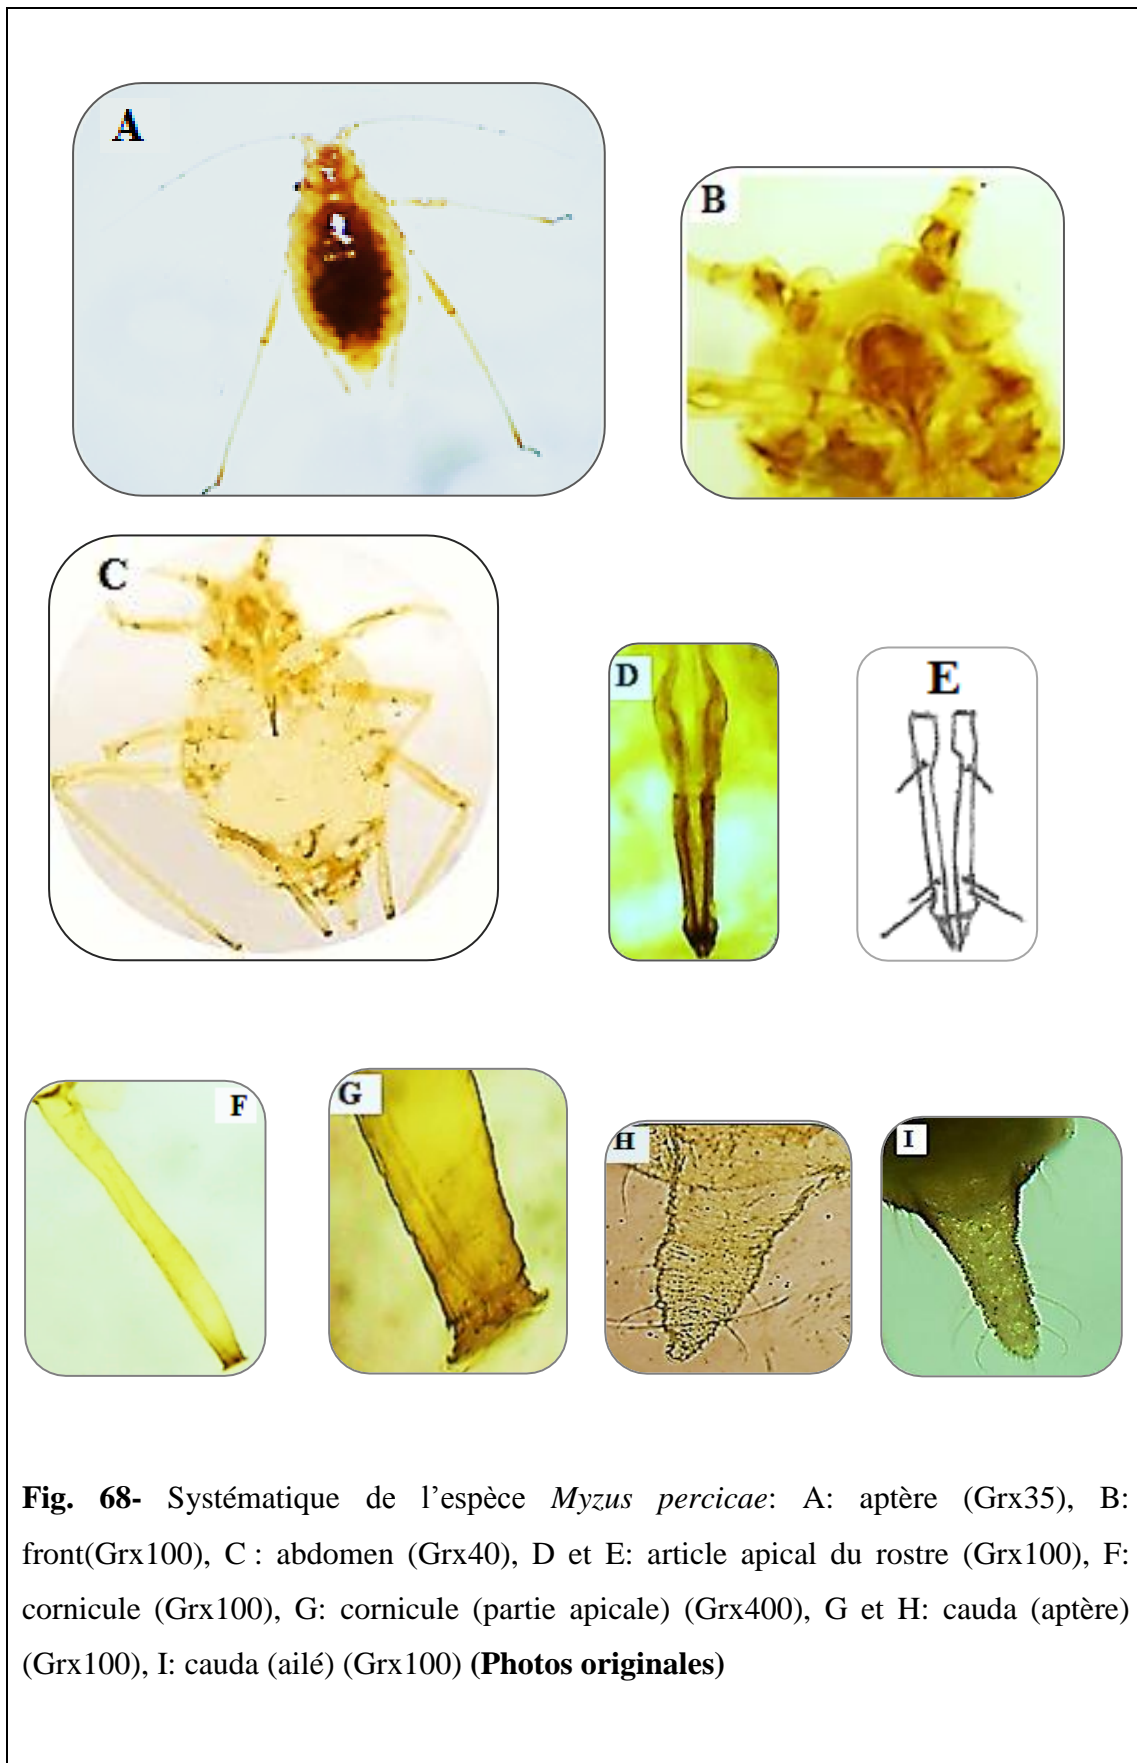 A
B
C
D
E
F
G
H
I
Fig. 68- Systématique de l’espèce Myzus percicae: A: aptère (Grx35), B:
front(Grx100), C : abdomen (Grx40), D et E: article apical du rostre (Grx100), F:
cornicule (Grx100), G: cornicule (partie apicale) (Grx400), G et H: cauda (aptère)
(Grx100), I: cauda (ailé) (Grx100) (Photos originales)